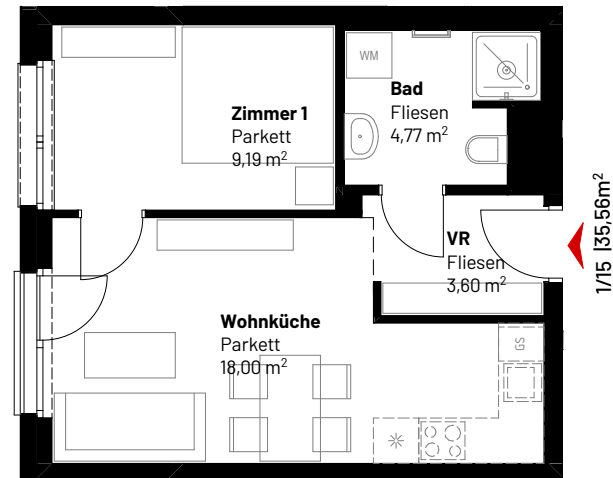 WM
Bad
Fliesen
4,77 m²
Zimmer 1
Parkett
9,19 m²
VR
Fliesen
3,60 m²
1/15 |35,56m²
Wohnküche
Parkett
18,00 m²
GS